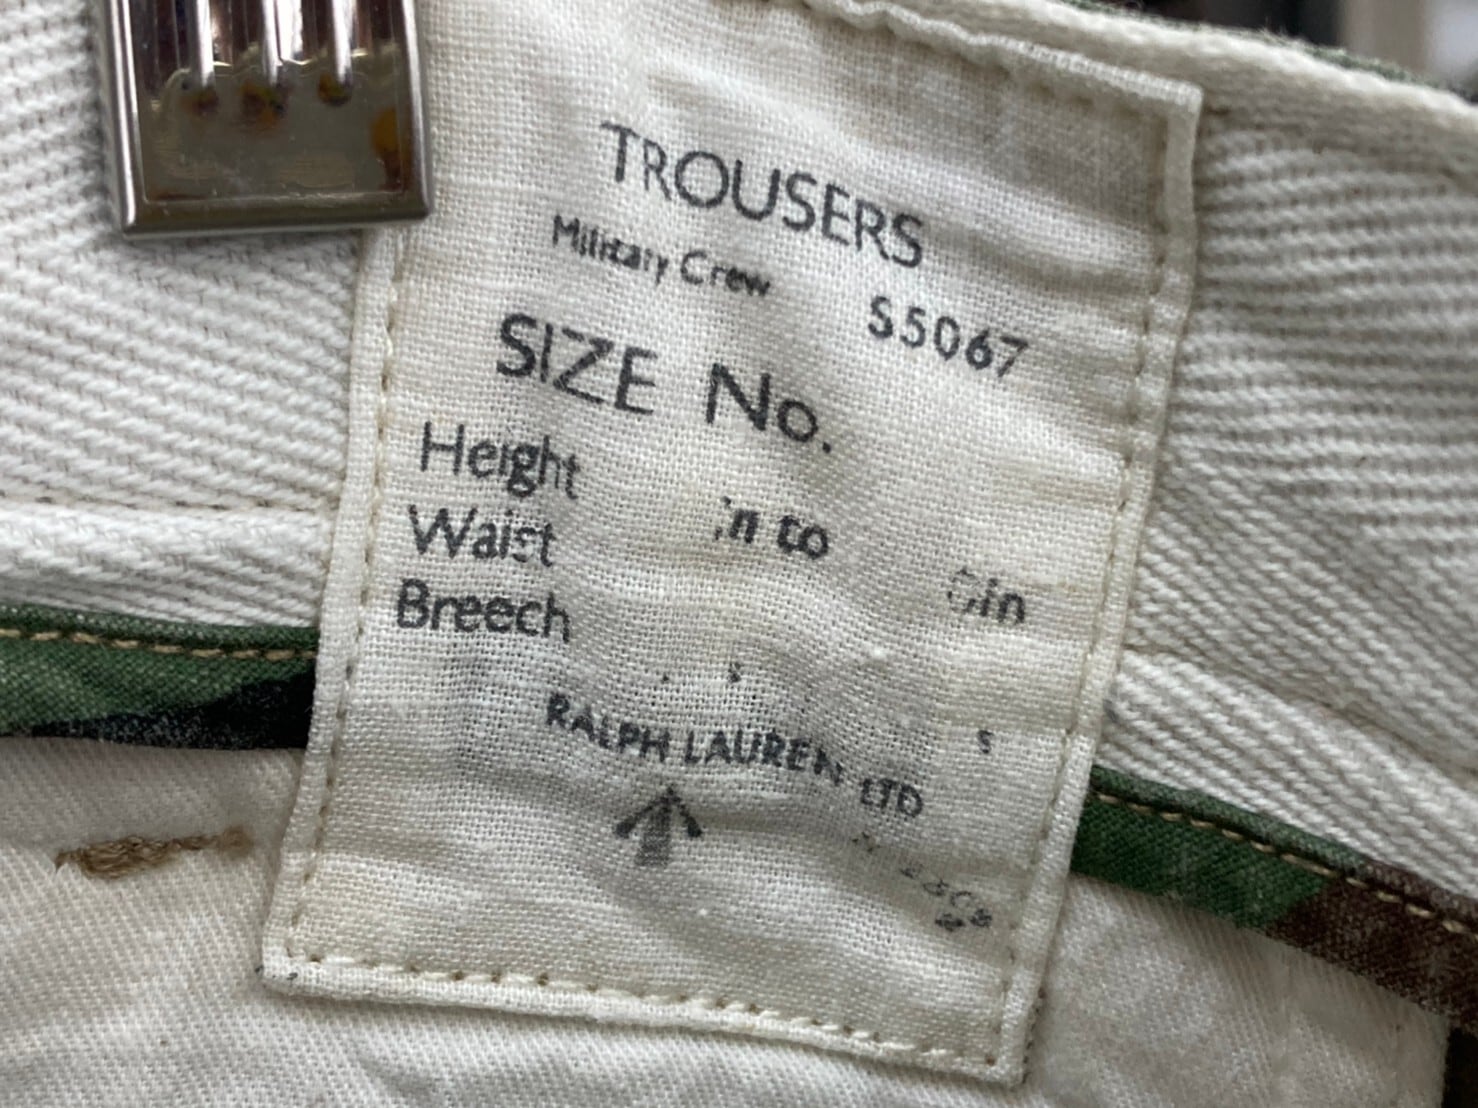 TROUSERS
Military Crew S5067
SIZE No.
Height in to
Waist in
Breech
s s
RALPH LAUREN LTD